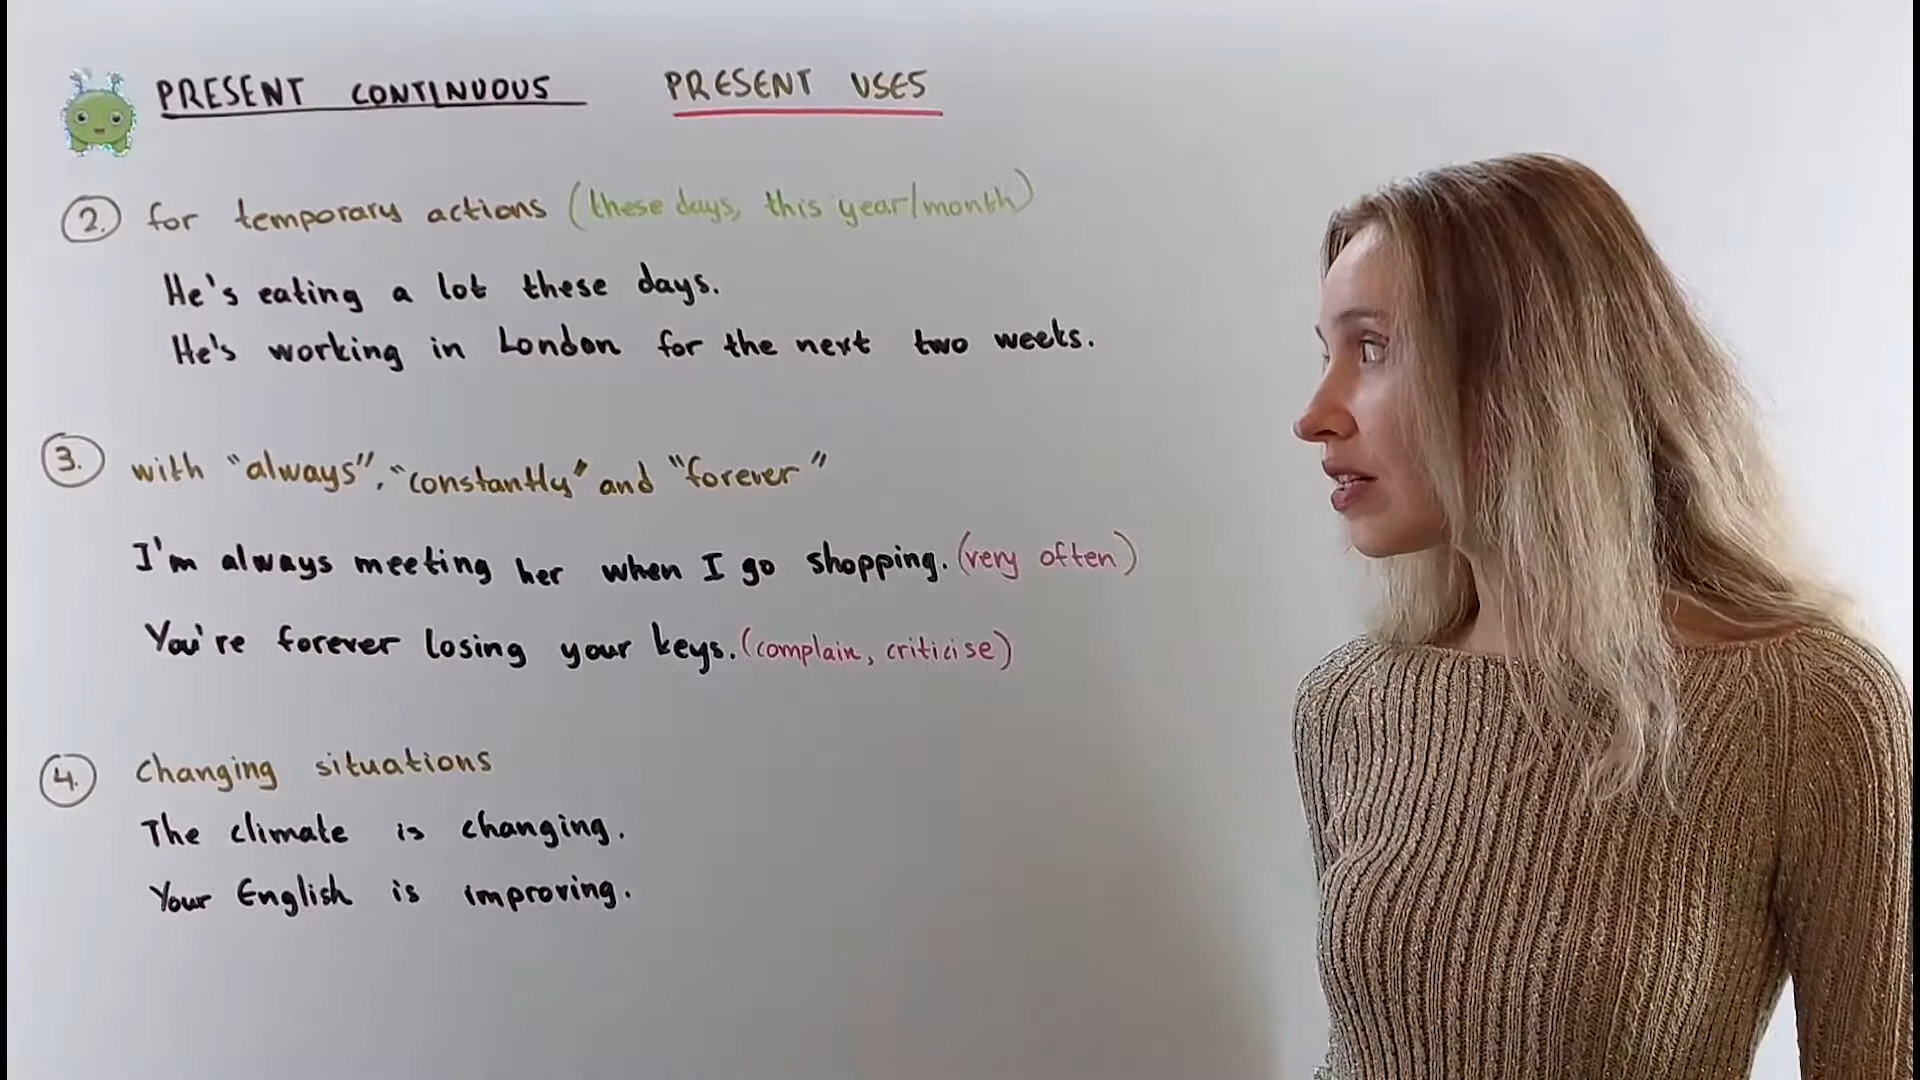 PRESENT CONTINUOUS PRESENT USES
2. for temporary actions (these days, this year/month)
He's eating a lot these days.
He's working in London for the next two weeks.
3. with "always", "constantly" and "forever"
I'm always meeting her when I go shopping. (very often)
You're forever losing your keys. (complain, criticise)
4. Changing situations
The climate is changing.
Your English is improving.